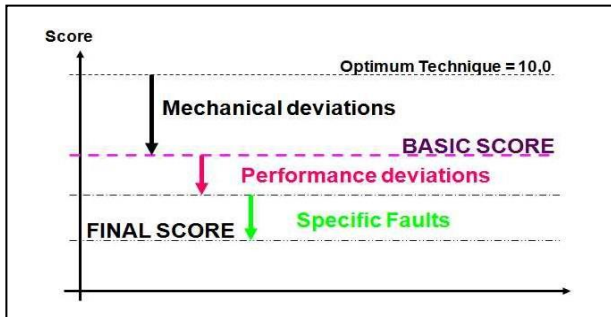 Score
Optimum Technique = 10,0
Mechanical deviations
BASIC SCORE
Performance deviations
Specific Faults
FINAL SCORE